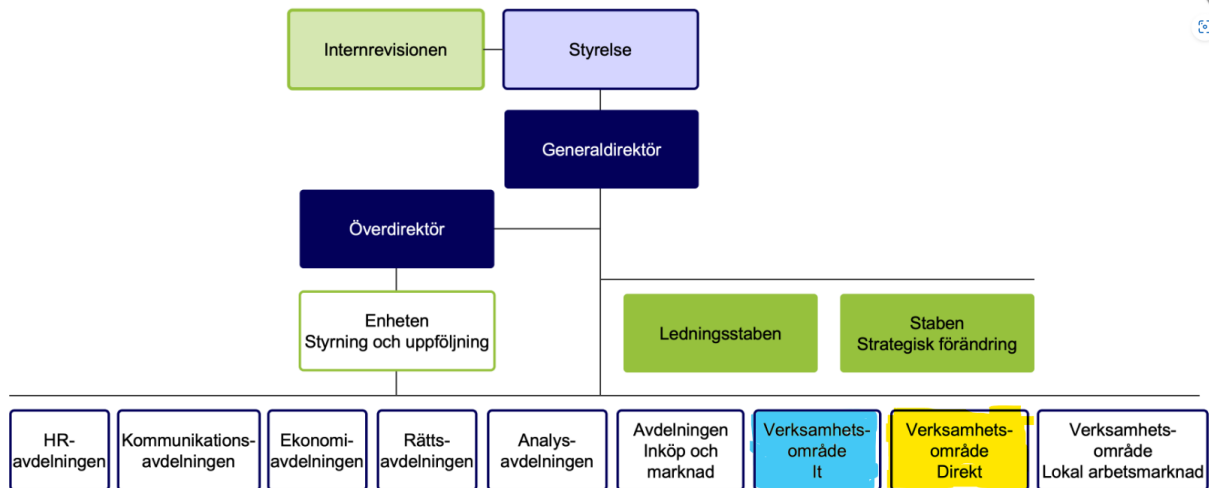 Internrevisionen
Styrelse
Generaldirektör
Överdirektör
Enheten
Styrning och uppföljning
Ledningsstaben
Staben
Strategisk förändring
HR-
avdelningen
Kommunikations-
avdelningen
Ekonomi-
avdelningen
Rätts-
avdelningen
Analys-
avdelningen
Avdelningen
Inköp och
marknad
Verksamhets-
område
It
Verksamhets-
område
Direkt
Verksamhets-
område
Lokal arbetsmarknad